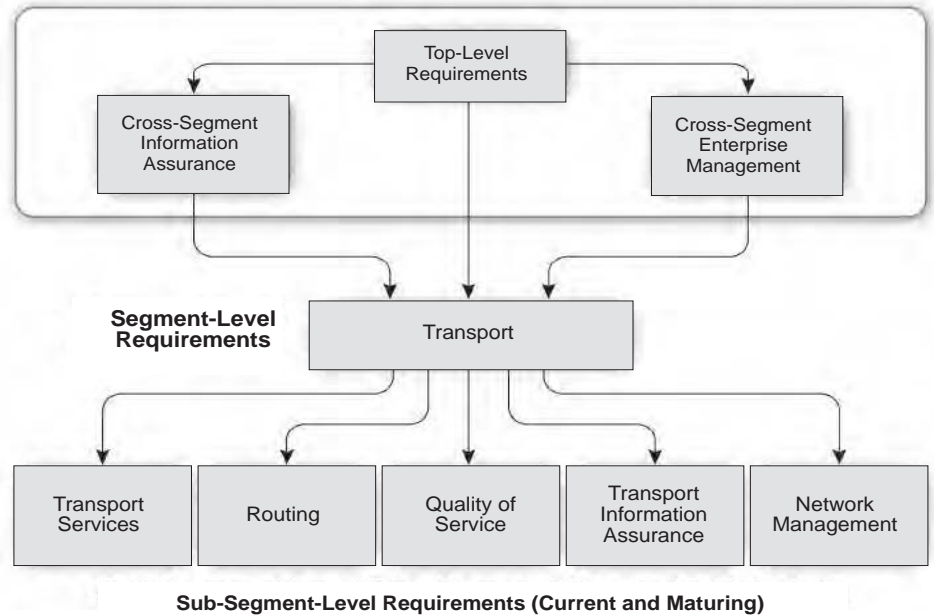 Top-Level
Requirements
Cross-Segment
Information
Assurance
Cross-Segment
Enterprise
Management
Segment-Level
Requirements
Transport
Transport
Services
Routing
Quality of
Service
Transport
Information
Assurance
Network
Management
Sub-Segment-Level Requirements (Current and Maturing)